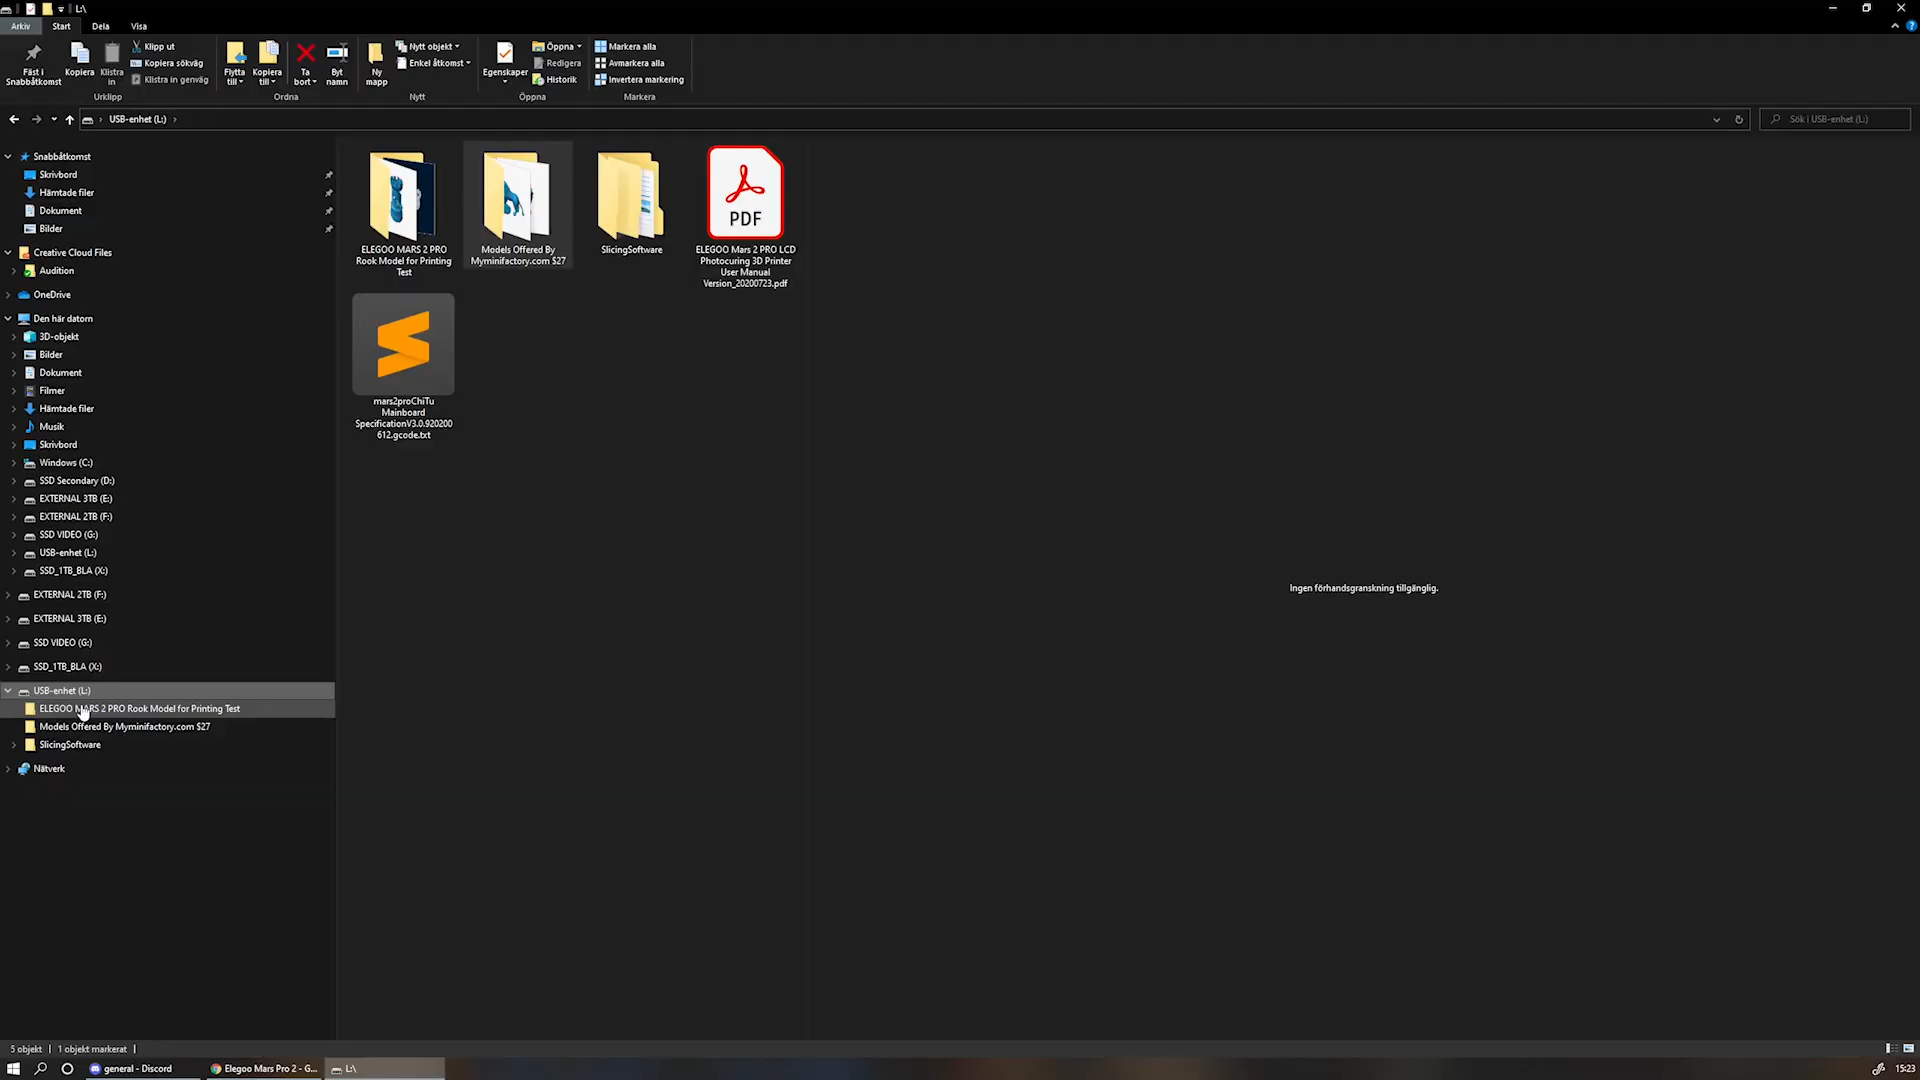 L:\
Arkiv Start Dela Visa
Fäst i Snabbåtkomst
Kopiera
Klistra in
Klipp ut
Kopiera sökväg
Klistra in genväg
Urklipp
Flytta till
Kopiera till
Ta bort
Byt namn
Ordna
Ny mapp
Nytt objekt
Enkel åtkomst
Nytt
Egenskaper
Öppna
Redigera
Historik
Öppna
Markera alla
Avmarkera alla
Invertera markering
Markera
USB-enhet (L:)
Sök i USB-enhet (L:)
Snabbåtkomst
Skrivbord
Hämtade filer
Dokument
Bilder
Creative Cloud Files
Audition
OneDrive
Den här datorn
3D-objekt
Bilder
Dokument
Filmer
Hämtade filer
Musik
Skrivbord
Windows (C:)
SSD Secondary (D:)
EXTERNAL 3TB (E:)
EXTERNAL 2TB (F:)
SSD VIDEO (G:)
USB-enhet (L:)
SSD_1TB_BLA (X:)
EXTERNAL 2TB (F:)
EXTERNAL 3TB (E:)
SSD VIDEO (G:)
SSD_1TB_BLA (X:)
USB-enhet (L:)
ELEGOO MARS 2 PRO Rook Model for Printing Test
Models Offered By Myminifactory.com $27
SlicingSoftware
Nätverk
ELEGOO MARS 2 PRO
Rook Model for Printing
Test
Models Offered By
Myminifactory.com $27
SlicingSoftware
PDF
ELEGOO Mars 2 PRO LCD
Photocuring 3D Printer
User Manual
Version_20200723.pdf
mars2proChiTu
Mainboard
SpecificationV3.0.920200
612.gcode.txt
Ingen förhandsgranskning tillgänglig.
5 objekt 1 objekt markerat
general - Discord
Elegoo Mars Pro 2 - G...
L:\
15:23